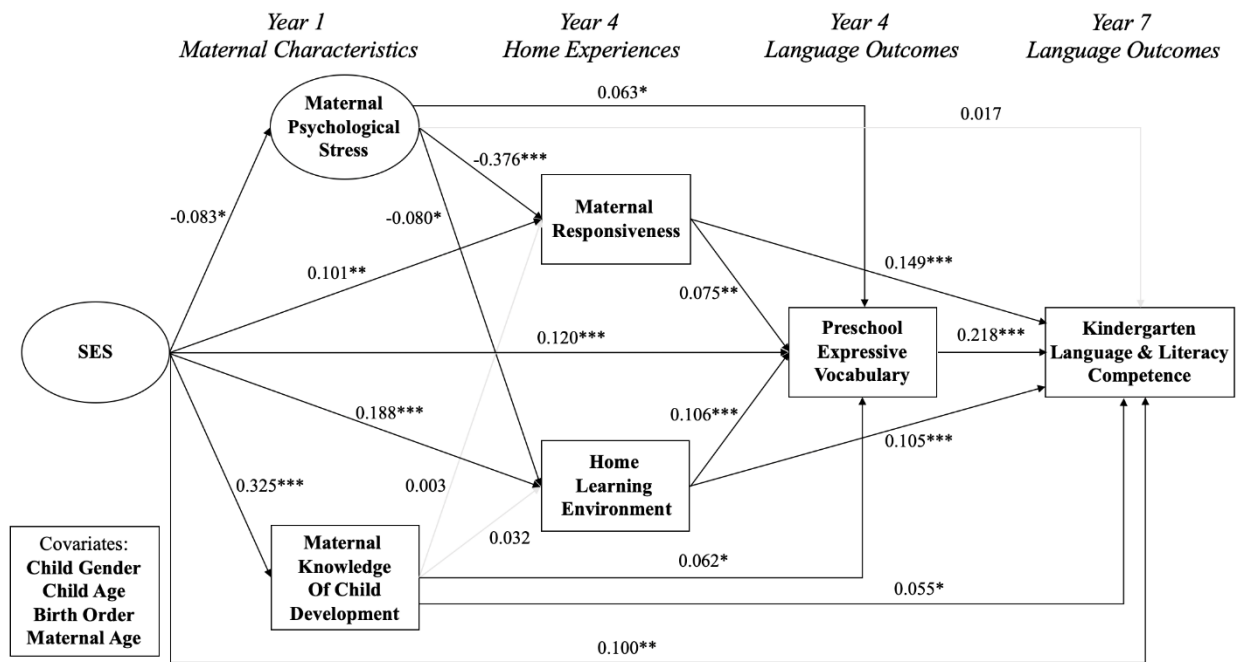 Year 1
Maternal Characteristics
Year 4
Home Experiences
Year 4
Language Outcomes
Year 7
Language Outcomes
Maternal
Psychological
Stress
0.063*
0.017
-0.376***
-0.083*
-0.080*
Maternal
Responsiveness
0.101**
0.149***
0.075**
SES
0.120***
Preschool
Expressive
Vocabulary
0.218***
Kindergarten
Language & Literacy
Competence
0.188***
0.106***
0.105***
0.325***
0.003
Home
Learning
Environment
0.032
Maternal
Knowledge
Of Child
Development
0.062*
0.055*
Covariates:
Child Gender
Child Age
Birth Order
Maternal Age
0.100**